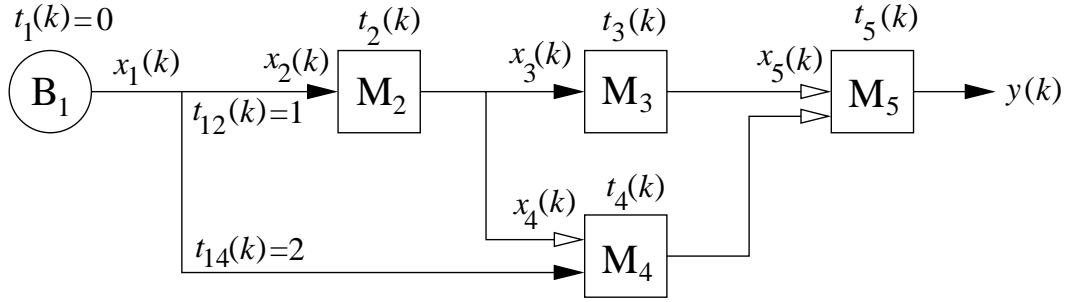 t₁(k)=0
t₂(k)
t₃(k)
t₅(k)
x₁(k)
x₂(k)
x₃(k)
x₅(k)
B₁
M₂
M₃
M₅
y(k)
t₁₂(k)=1
t₄(k)
x₄(k)
t₁₄(k)=2
M₄